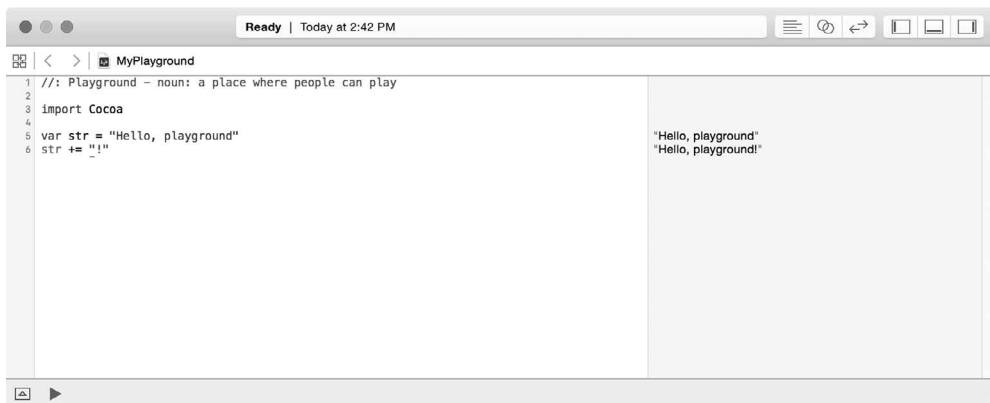 Ready | Today at 2:42 PM
MyPlayground
1 //: Playground – noun: a place where people can play
2
3 import Cocoa
4
5 var str = "Hello, playground"
"Hello, playground"
6 str += "!"
"Hello, playground!"